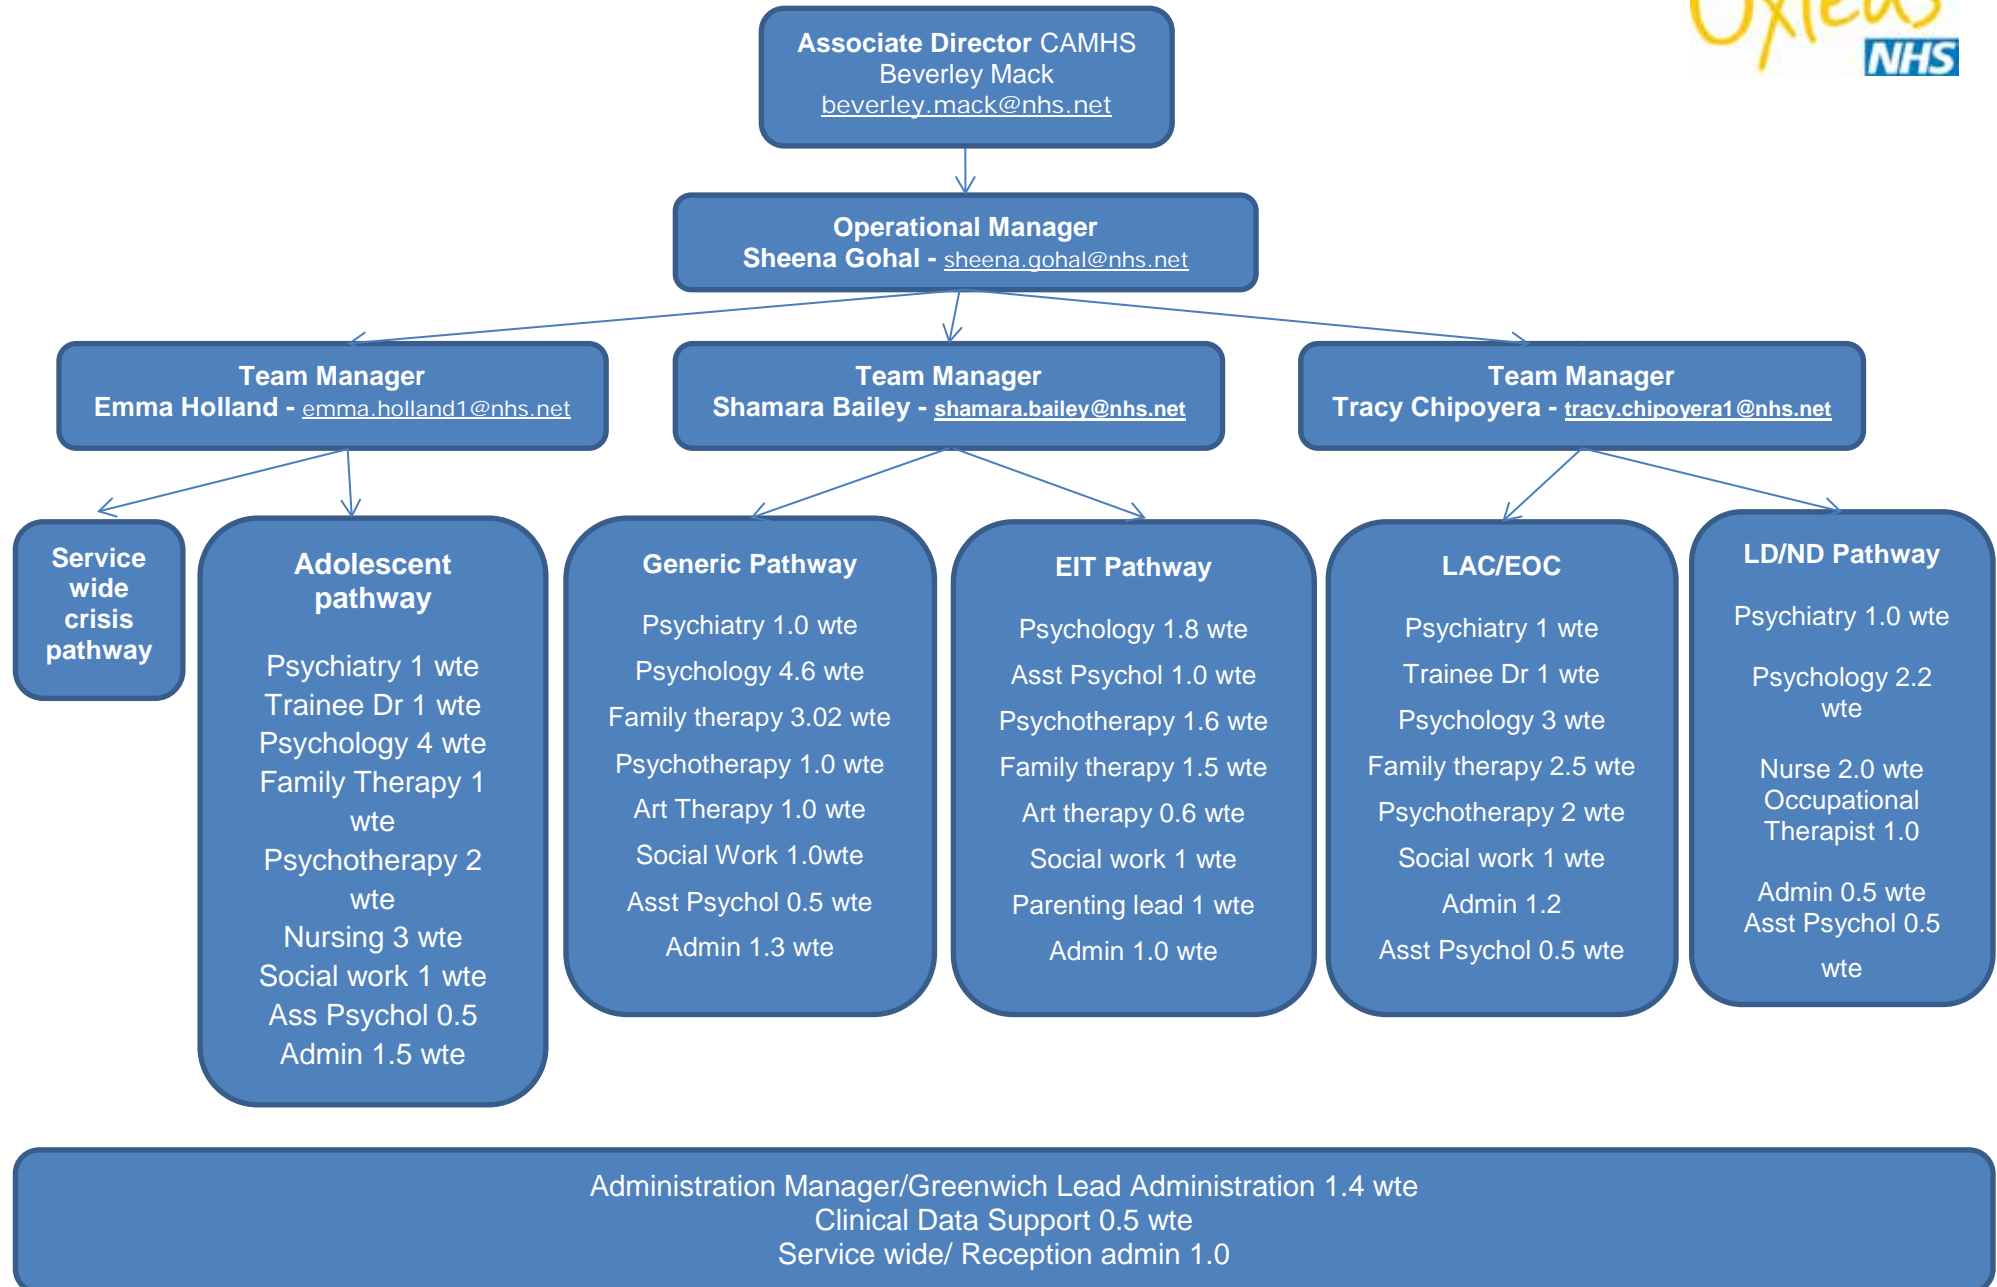 Oxleas
NHS
Associate Director CAMHS
Beverley Mack
beverley.mack@nhs.net
Operational Manager
Sheena Gohal - sheena.gohal@nhs.net
Team Manager
Emma Holland - emma.holland1@nhs.net
Team Manager
Shamara Bailey - shamara.bailey@nhs.net
Team Manager
Tracy Chipoyera - tracy.chipoyera1@nhs.net
Service
wide
crisis
pathway
Adolescent
pathway
Psychiatry 1 wte
Trainee Dr 1 wte
Psychology 4 wte
Family Therapy 1
wte
Psychotherapy 2
wte
Nursing 3 wte
Social work 1 wte
Ass Psychol 0.5
Admin 1.5 wte
Generic Pathway
Psychiatry 1.0 wte
Psychology 4.6 wte
Family therapy 3.02 wte
Psychotherapy 1.0 wte
Art Therapy 1.0 wte
Social Work 1.0wte
Asst Psychol 0.5 wte
Admin 1.3 wte
EIT Pathway
Psychology 1.8 wte
Asst Psychol 1.0 wte
Psychotherapy 1.6 wte
Family therapy 1.5 wte
Art therapy 0.6 wte
Social work 1 wte
Parenting lead 1 wte
Admin 1.0 wte
LAC/EOC
Psychiatry 1 wte
Trainee Dr 1 wte
Psychology 3 wte
Family therapy 2.5 wte
Psychotherapy 2 wte
Social work 1 wte
Admin 1.2
Asst Psychol 0.5 wte
LD/ND Pathway
Psychiatry 1.0 wte
Psychology 2.2
wte
Nurse 2.0 wte
Occupational
Therapist 1.0
Admin 0.5 wte
Asst Psychol 0.5
wte
Administration Manager/Greenwich Lead Administration 1.4 wte
Clinical Data Support 0.5 wte
Service wide/ Reception admin 1.0